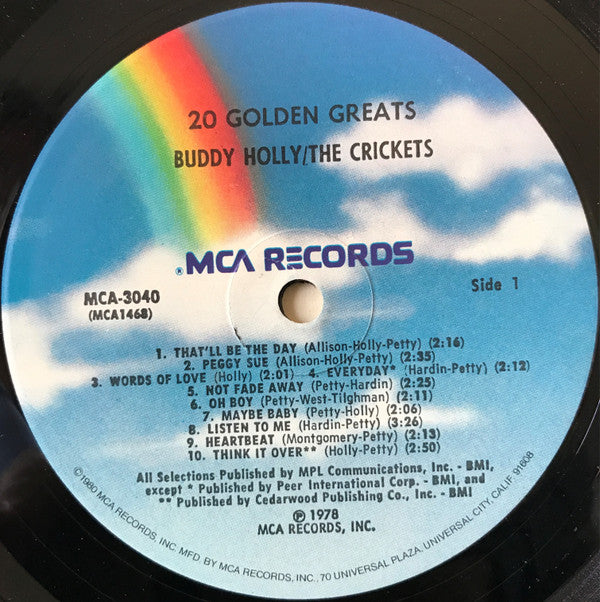 20 GOLDEN GREATS
BUDDY HOLLY/THE CRICKETS
®MCA RECORDS
MCA-3040
(MCA1468)
Side 1
1. THAT'LL BE THE DAY (Allison-Holly-Petty) (2:16)
2. PEGGY SUE (Allison-Holly-Petty) (2:35)
3. WORDS OF LOVE (Holly) (2:01) 4. EVERYDAY* (Hardin-Petty) (2:12)
5. NOT FADE AWAY (Petty-Hardin) (2:25)
6. OH BOY (Petty-West-Tilghman) (2:11)
7. MAYBE BABY (Petty-Holly) (2:06)
8. LISTEN TO ME (Hardin-Petty) (3:26)
9. HEARTBEAT (Montgomery-Petty) (2:13)
10. THINK IT OVER** (Holly-Petty) (2:50)
All Selections Published by MPL Communications, Inc. - BMI,
except * Published by Peer International Corp. - BMI, and
** Published by Cedarwood Publishing Co., Inc. - BMI
℗ 1978
MCA RECORDS, INC.
©1980 MCA RECORDS, INC. MFD. BY MCA RECORDS, INC., 70 UNIVERSAL PLAZA, UNIVERSAL CITY, CALIF. 91608